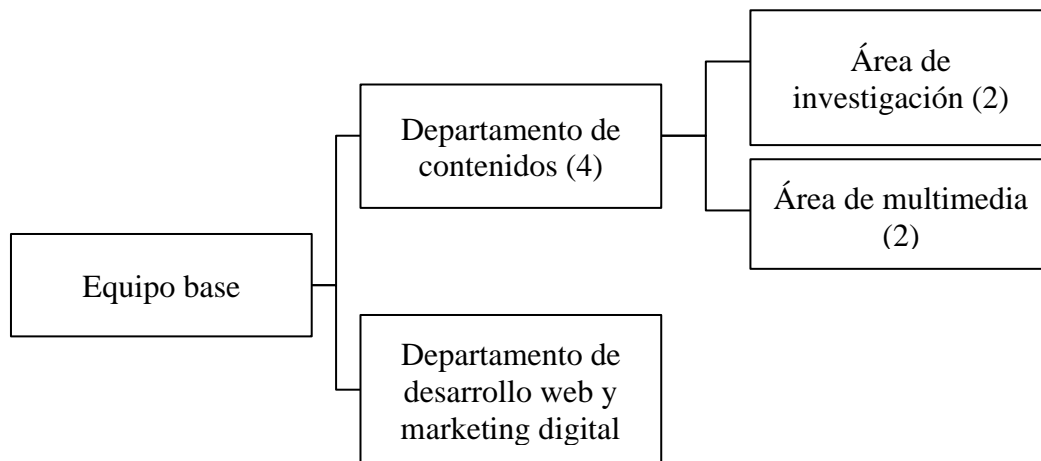 Equipo base
Departamento de
contenidos (4)
Área de
investigación (2)
Área de multimedia
(2)
Departamento de
desarrollo web y
marketing digital